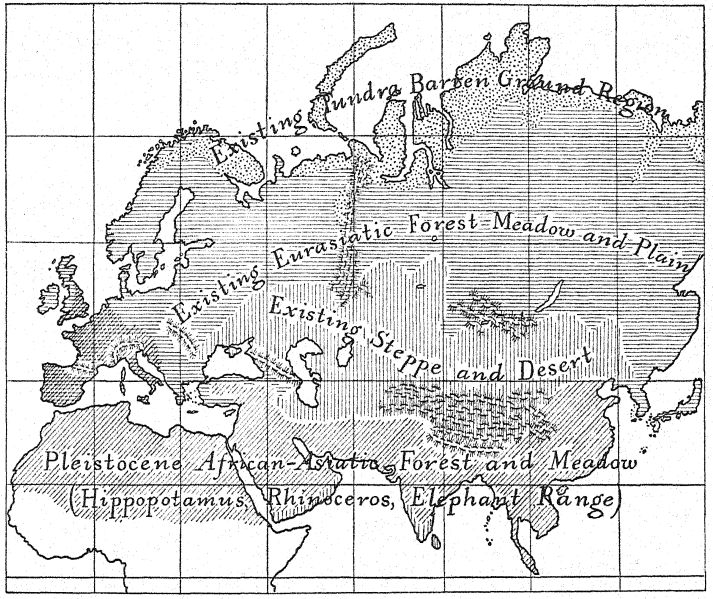 Existing Tundra Barren Ground Region
Existing Eurasiatic Forest-Meadow and Plain
Existing Steppe and Desert
Pleistocene African-Asiatic Forest and Meadow
(Hippopotamus, Rhinoceros, Elephant Range)